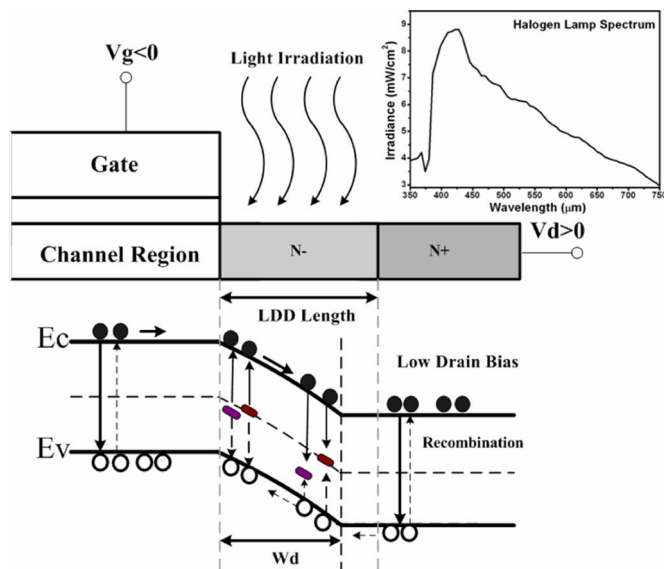 Vg<0
Light Irradiation
Halogen Lamp Spectrum
Irradiance (mW/cm²)
9
8
7
6
5
4
3
350 400 450 500 550 600 650 700 750
Wavelength (μm)
Gate
Channel Region
N-
N+
Vd>0
LDD Length
Ec
Low Drain Bias
Ev
Recombination
Wd